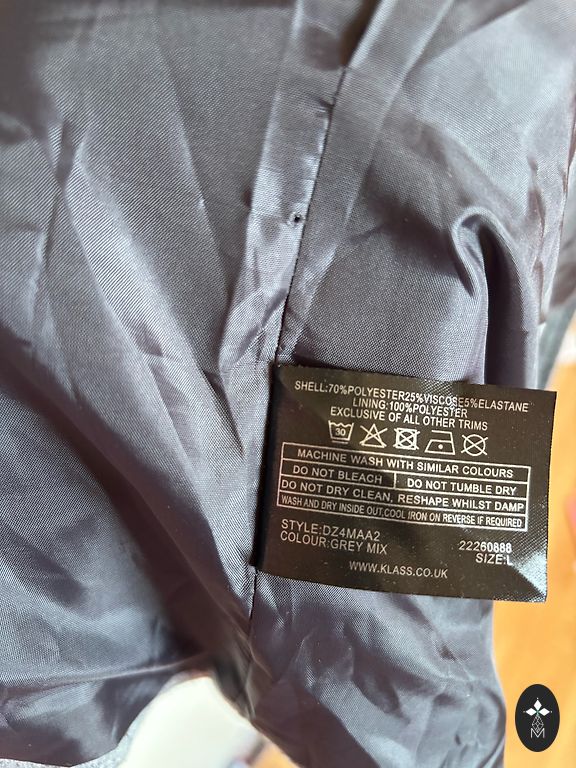 SHELL:70%POLYESTER25%VISCOSE5%ELASTANE
LINING:100%POLYESTER
EXCLUSIVE OF ALL OTHER TRIMS
30
MACHINE WASH WITH SIMILAR COLOURS
DO NOT BLEACH DO NOT TUMBLE DRY
DO NOT DRY CLEAN, RESHAPE WHILST DAMP
WASH AND DRY INSIDE OUT,COOL IRON ON REVERSE IF REQUIRED
STYLE:DZ4MAA2 22260888
COLOUR:GREY MIX SIZE:L
WWW.KLASS.CO.UK
M